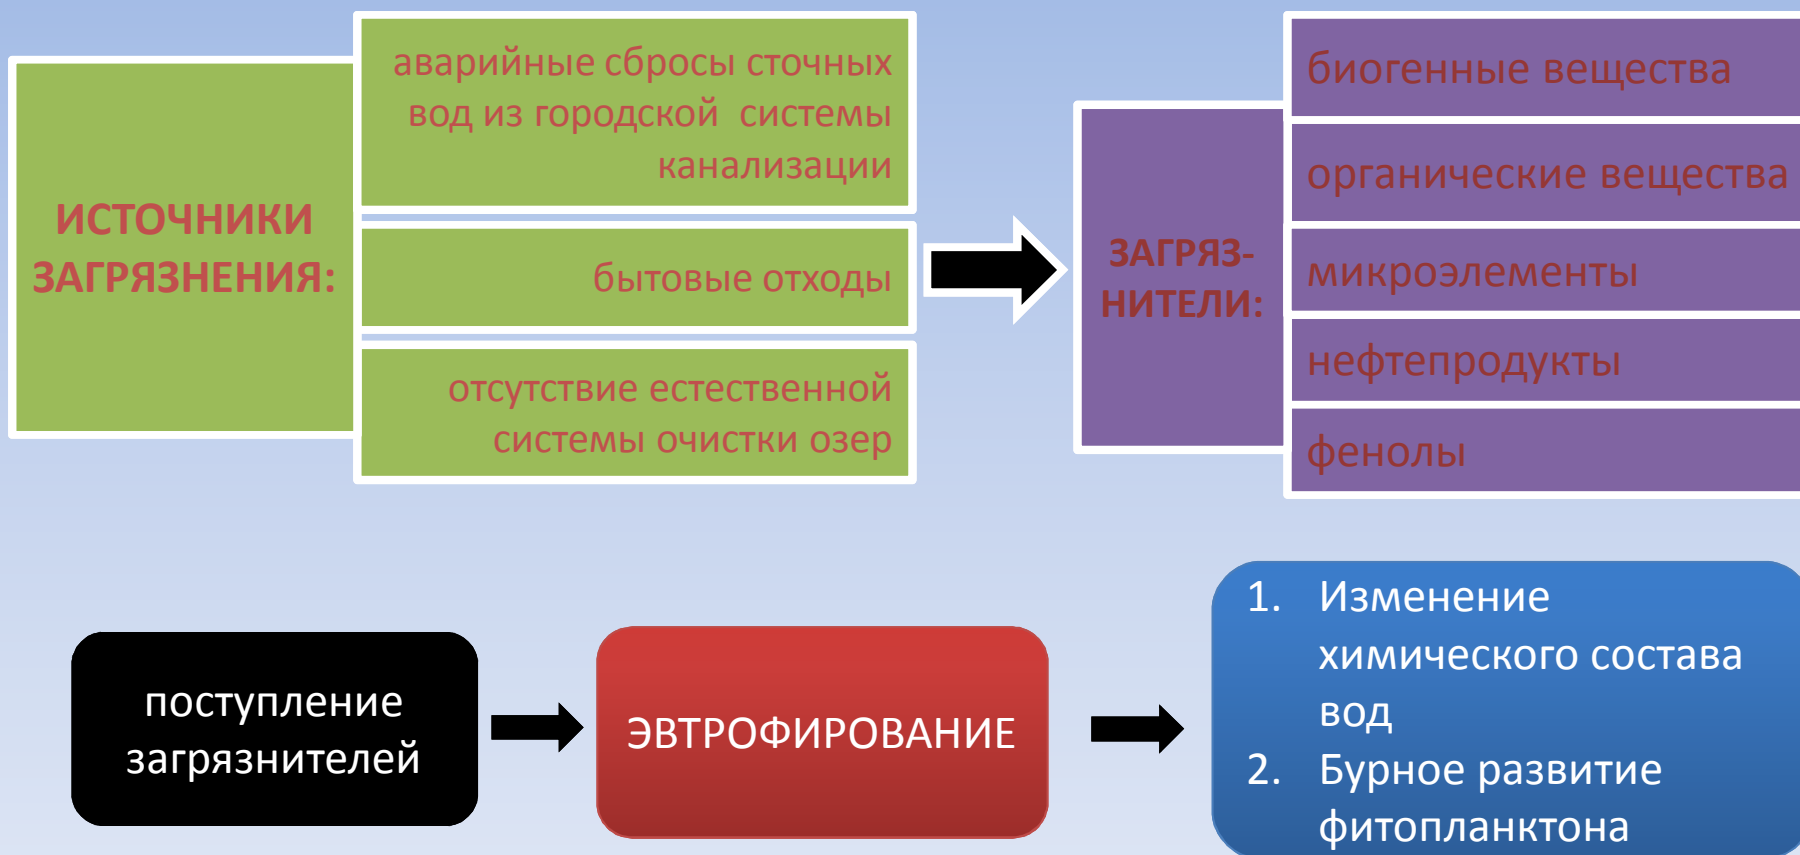 ИСТОЧНИКИ
ЗАГРЯЗНЕНИЯ:
аварийные сбросы сточных
вод из городской системы
канализации
бытовые отходы
отсутствие естественной
системы очистки озер
ЗАГРЯЗ-
НИТЕЛИ:
биогенные вещества
органические вещества
микроэлементы
нефтепродукты
фенолы
поступление
загрязнителей
ЭВТРОФИРОВАНИЕ
1. Изменение
химического состава
вод
2. Бурное развитие
фитопланктона